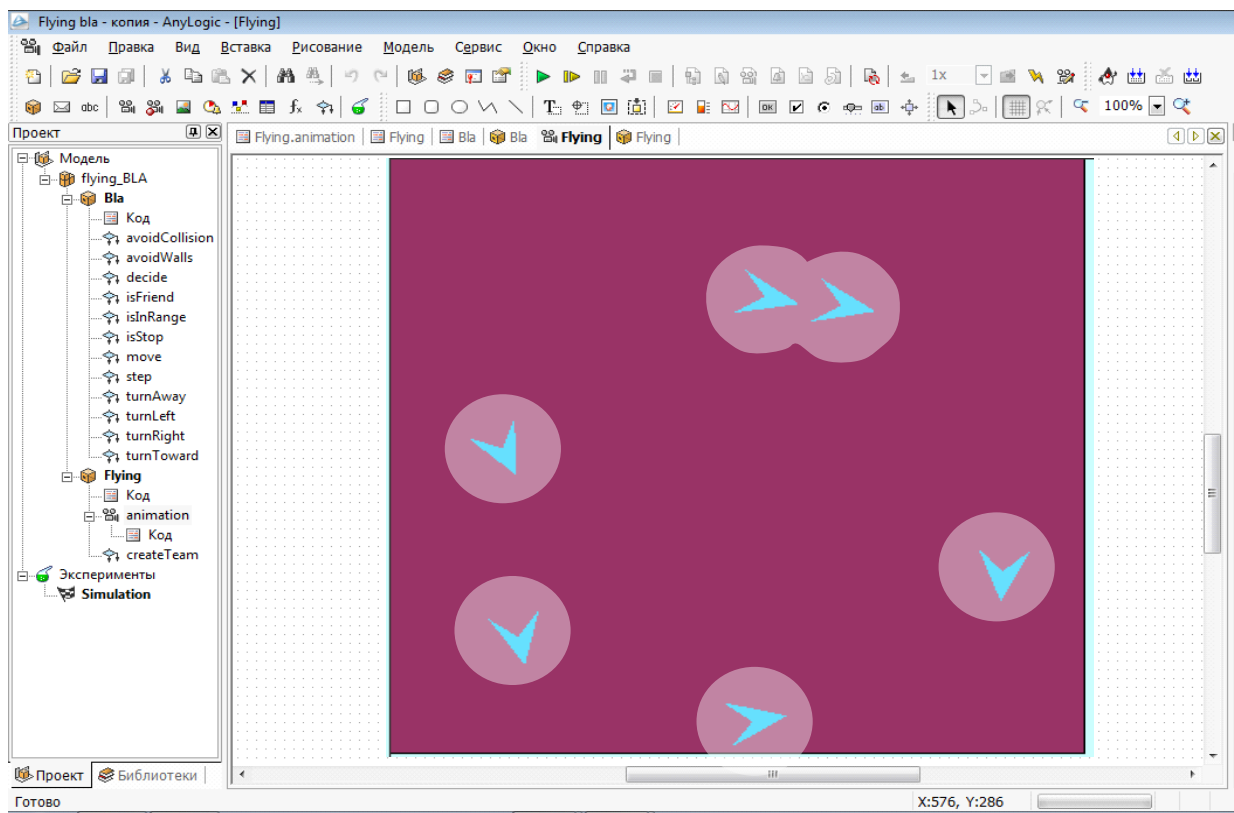 Flying bla - копия - AnyLogic - [Flying]
Файл Правка Вид Вставка Рисование Модель Сервис Окно Справка
1x
abc OK ab 100%
Проект
Flying.animation Flying Bla Bla Flying Flying
Модель
flying_BLA
Bla
Код
avoidCollision
avoidWalls
decide
isFriend
isInRange
isStop
move
step
turnAway
turnLeft
turnRight
turnToward
Flying
Код
animation
Код
createTeam
Эксперименты
Simulation
Проект Библиотеки
Готово X:576, Y:286